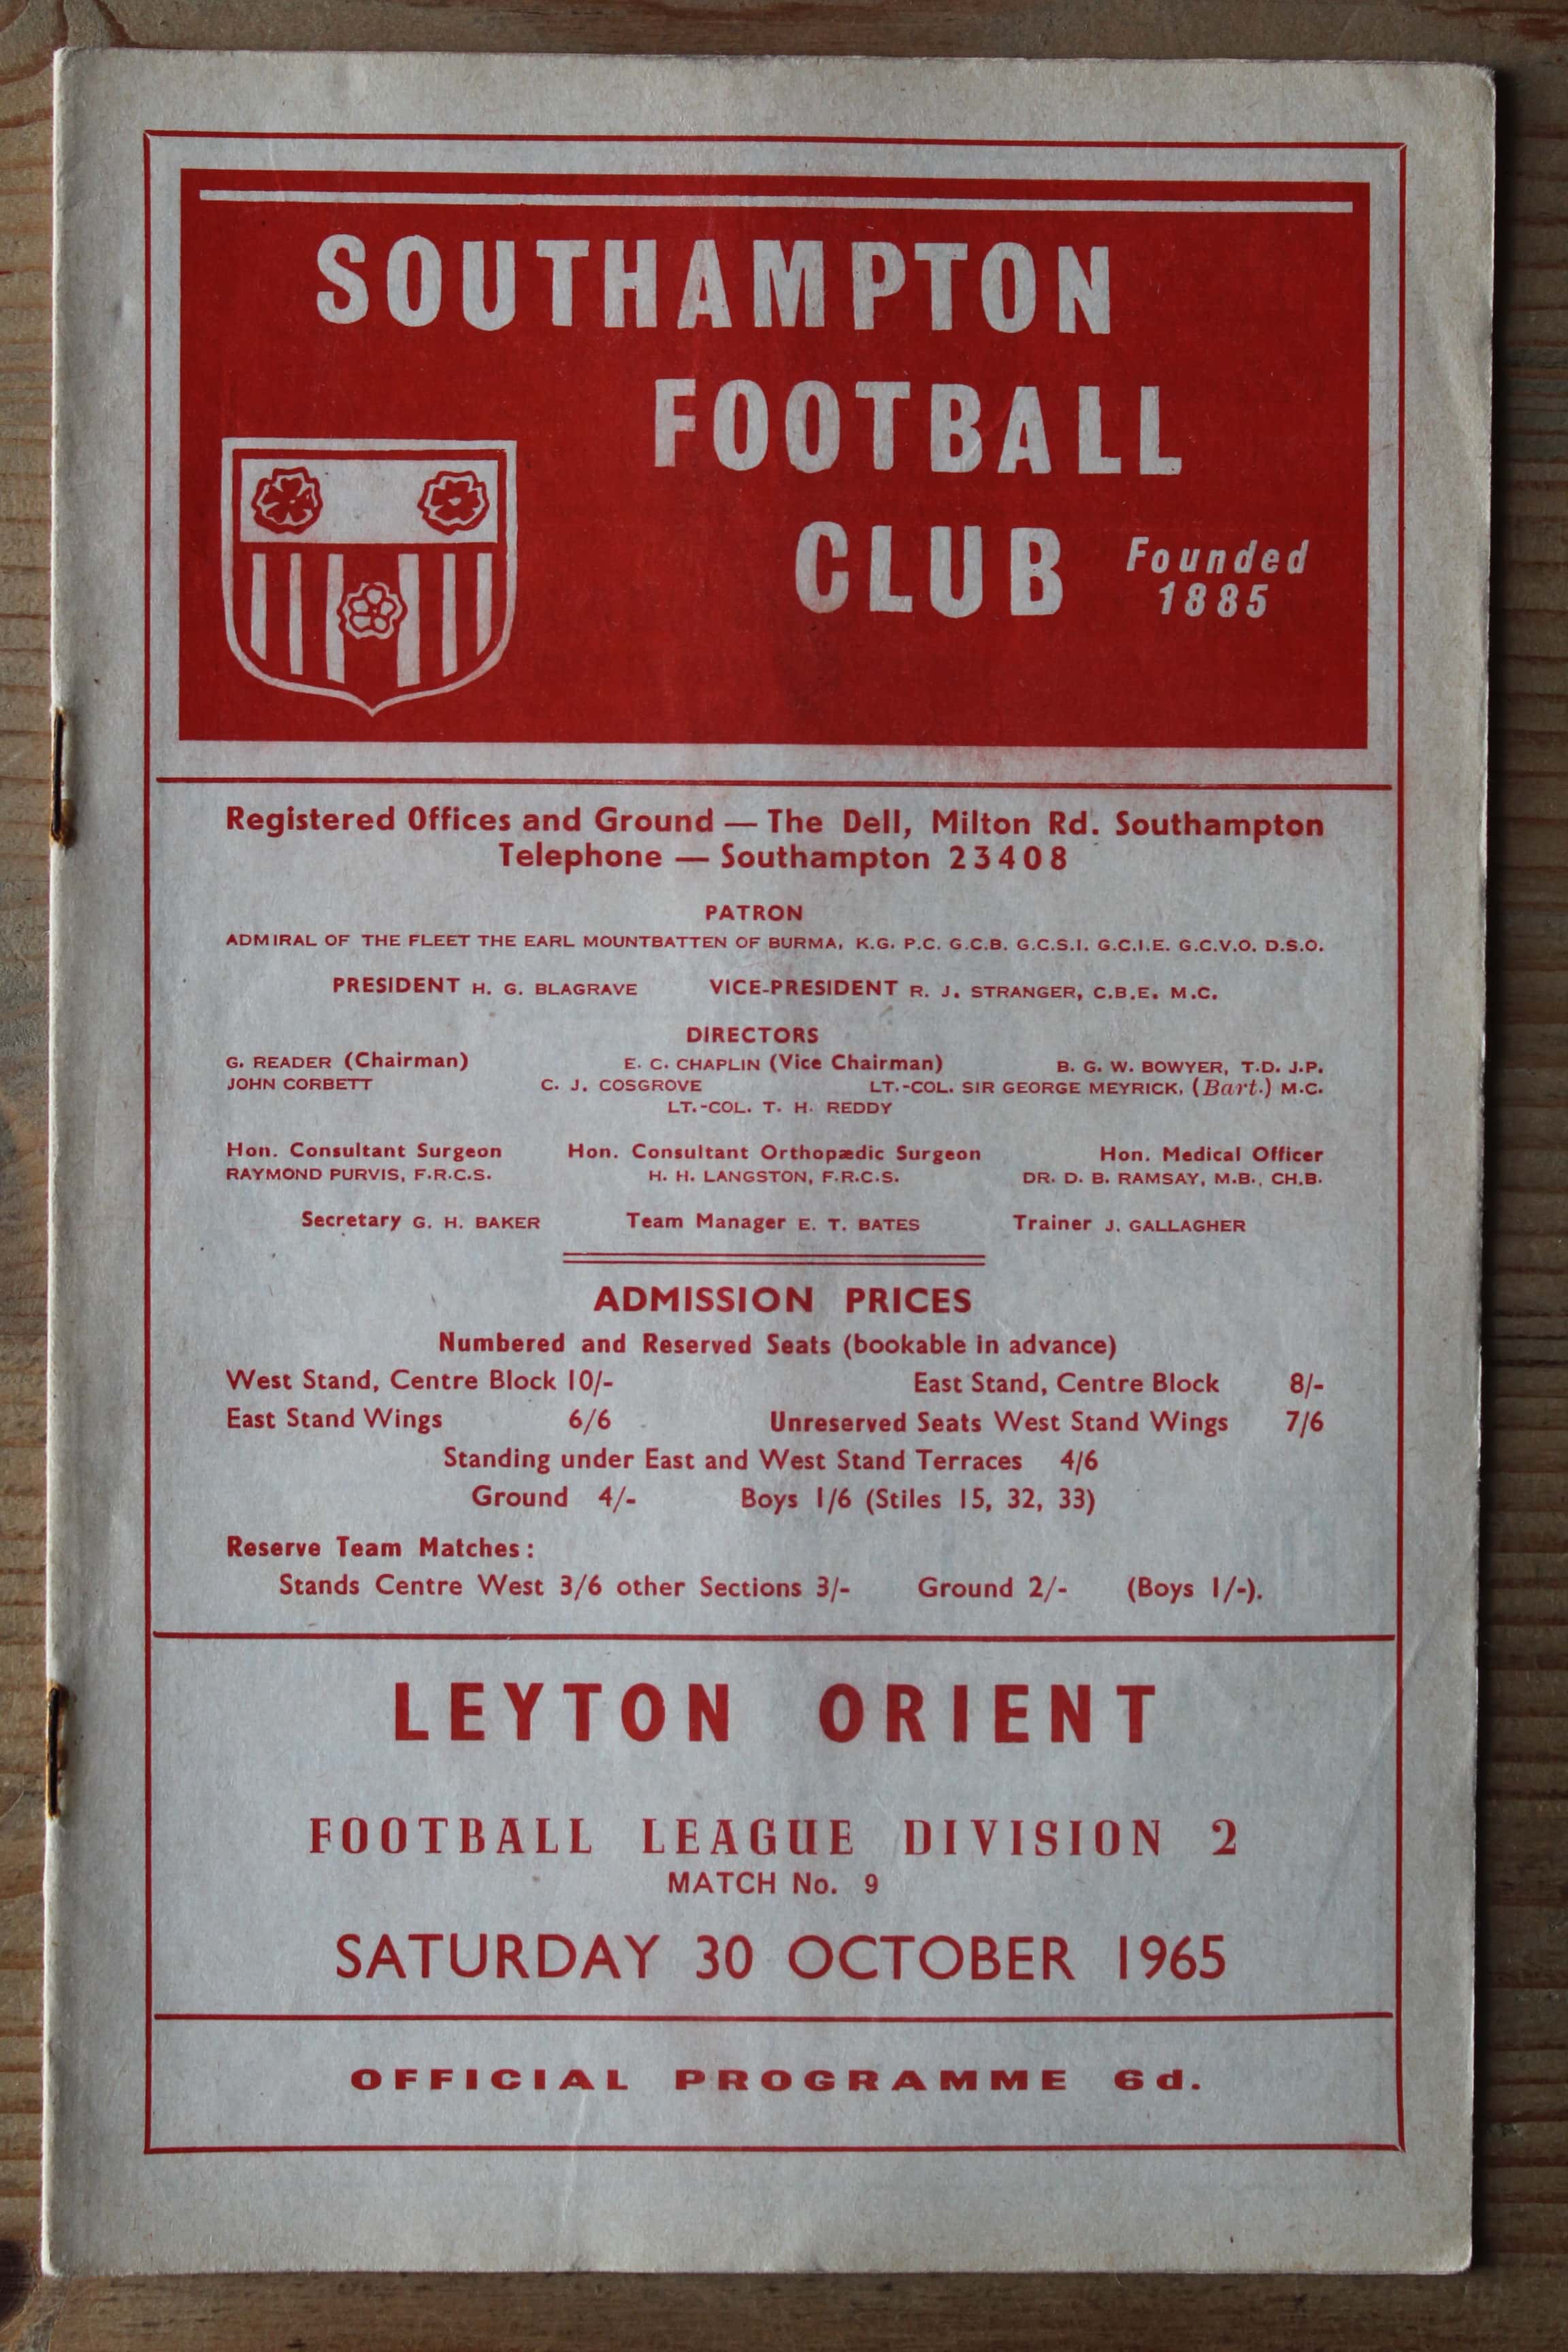 SOUTHAMPTON
FOOTBALL
CLUB Founded
1885
Registered Offices and Ground — The Dell, Milton Rd. Southampton
Telephone — Southampton 23408
PATRON
ADMIRAL OF THE FLEET THE EARL MOUNTBATTEN OF BURMA, K.G. P.C. G.C.B. G.C.S.I. G.C.I.E. G.C.V.O. D.S.O.
PRESIDENT H. G. BLAGRAVE VICE-PRESIDENT R. J. STRANGER, C.B.E. M.C.
DIRECTORS
G. READER (Chairman) E. C. CHAPLIN (Vice Chairman) B. G. W. BOWYER, T.D. J.P.
JOHN CORBETT C. J. COSGROVE LT.-COL. SIR GEORGE MEYRICK, (Bart.) M.C.
LT.-COL. T. H. REDDY
Hon. Consultant Surgeon Hon. Consultant Orthopædic Surgeon Hon. Medical Officer
RAYMOND PURVIS, F.R.C.S. H. H. LANGSTON, F.R.C.S. DR. D. B. RAMSAY, M.B., CH.B.
Secretary G. H. BAKER Team Manager E. T. BATES Trainer J. GALLAGHER
ADMISSION PRICES
Numbered and Reserved Seats (bookable in advance)
West Stand, Centre Block 10/- East Stand, Centre Block 8/-
East Stand Wings 6/6 Unreserved Seats West Stand Wings 7/6
Standing under East and West Stand Terraces 4/6
Ground 4/- Boys 1/6 (Stiles 15, 32, 33)
Reserve Team Matches:
Stands Centre West 3/6 other Sections 3/- Ground 2/- (Boys 1/-).
LEYTON ORIENT
FOOTBALL LEAGUE DIVISION 2
MATCH No. 9
SATURDAY 30 OCTOBER 1965
OFFICIAL PROGRAMME 6d.